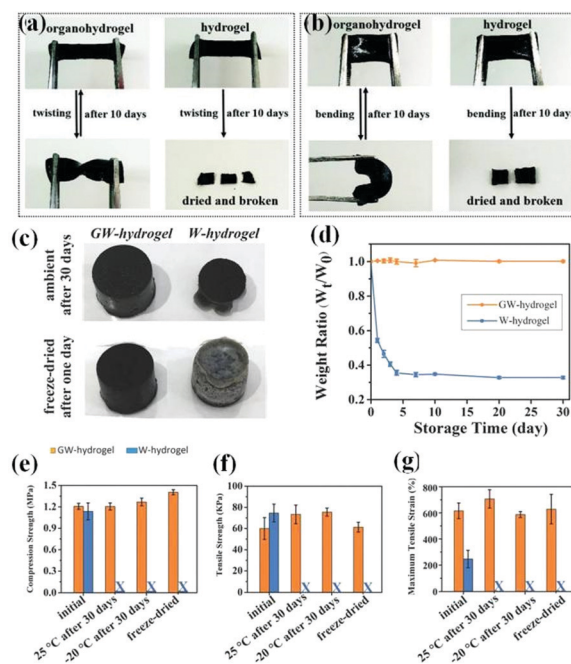 (a)
organohydrogel hydrogel
twisting after 10 days twisting after 10 days
dried and broken
(b)
organohydrogel hydrogel
bending after 10 days bending after 10 days
dried and broken
(c)
GW-hydrogel W-hydrogel
ambient
after 30 days
freeze-dried
after one day
(d)
Weight Ratio (Wt/W0)
1.0
0.8
0.6
0.4
0.2
GW-hydrogel
W-hydrogel
0 5 10 15 20 25 30
Storage Time (day)
GW-hydrogel W-hydrogel
(e)
Compression Strength (MPa)
1.5
1.2
0.9
0.6
0.3
0.0
X X X
initial
25 °C after 30 days
-20 °C after 30 days
freeze-dried
(f)
Tensile Strength (KPa)
100
80
60
40
20
0
X X X
initial
25 °C after 30 days
-20 °C after 30 days
freeze-dried
(g)
Maximum Tensile Strain (%)
800
600
400
200
0
X X X
initial
25 °C after 30 days
-20 °C after 30 days
freeze-dried